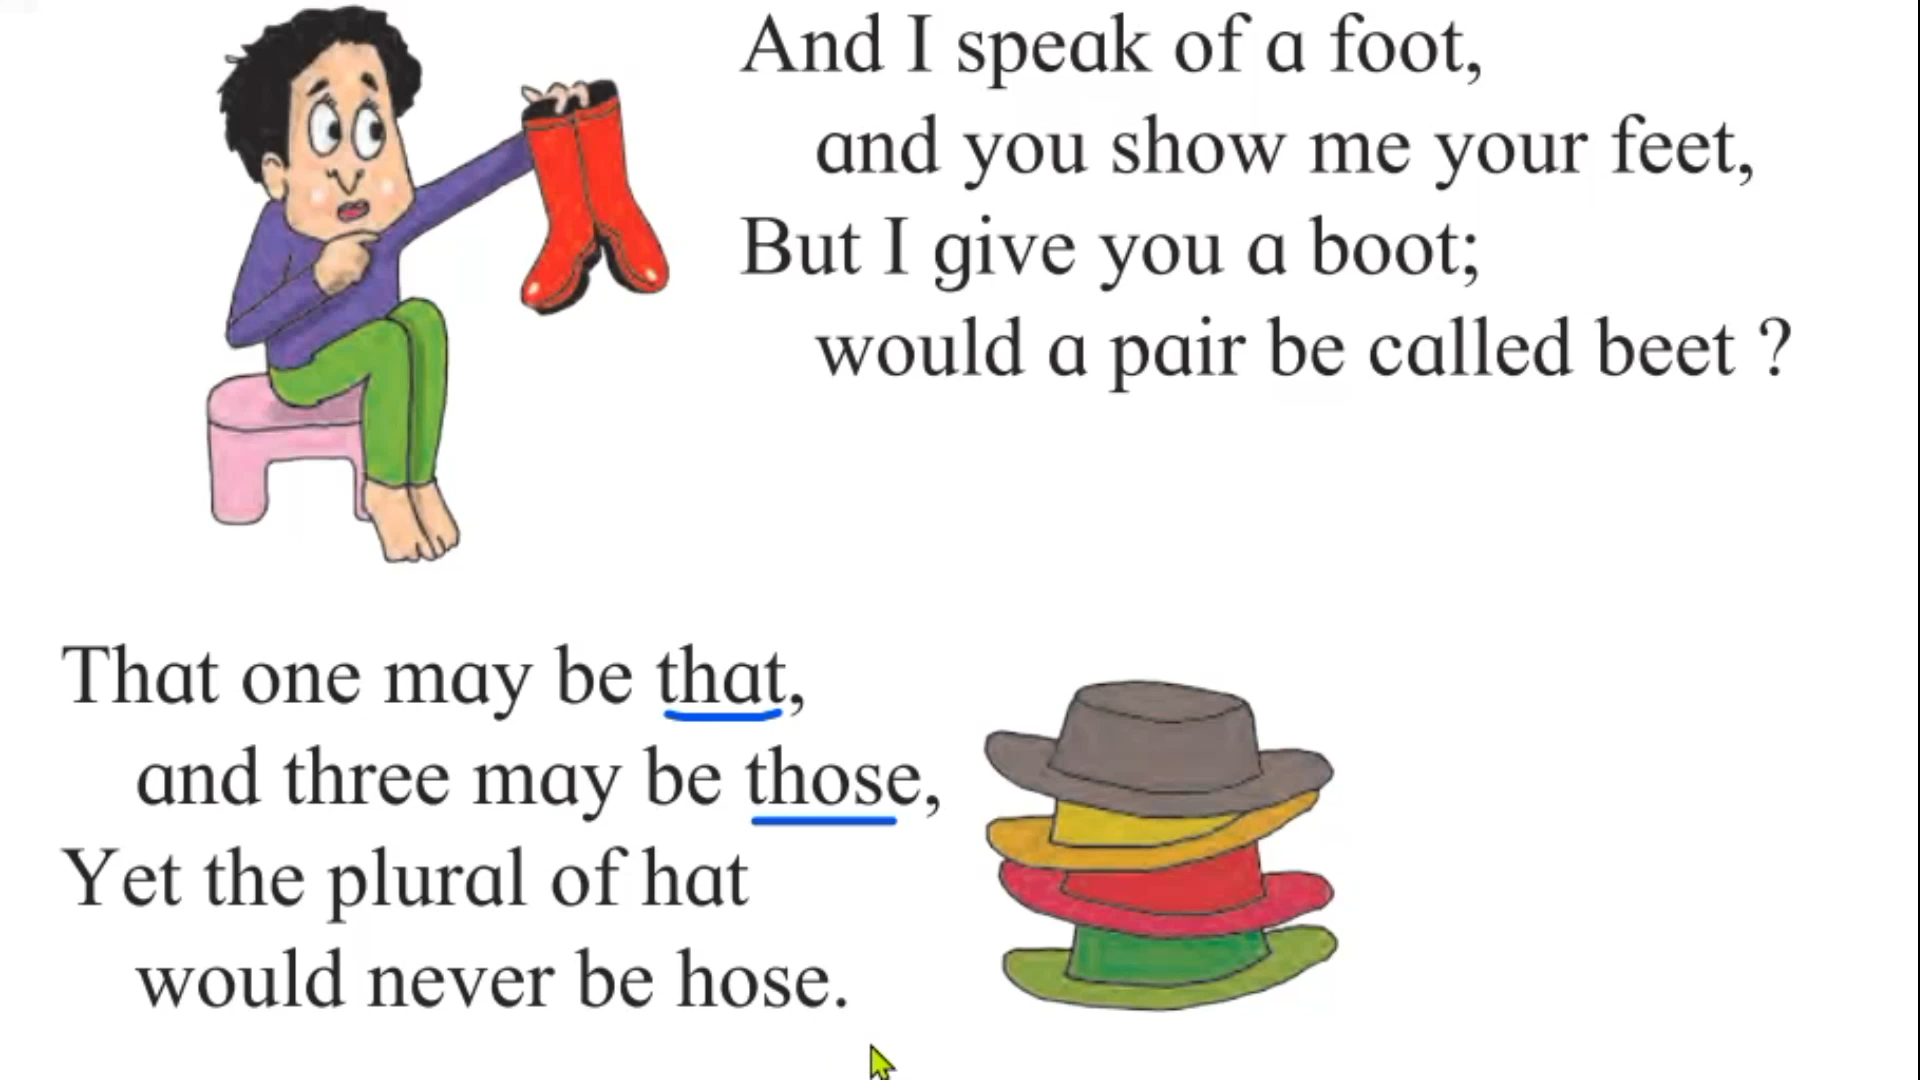 And I speak of a foot,
and you show me your feet,
But I give you a boot;
would a pair be called beet ?
That one may be that,
and three may be those,
Yet the plural of hat
would never be hose.